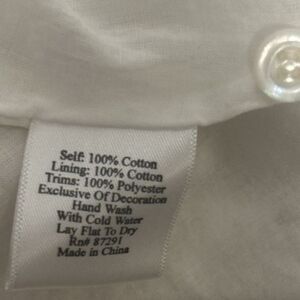 Self: 100% Cotton
Lining: 100% Cotton
Trims: 100% Polyester
Exclusive Of Decoration
Hand Wash
With Cold Water
Lay Flat To Dry
Rn# 87291
Made in China